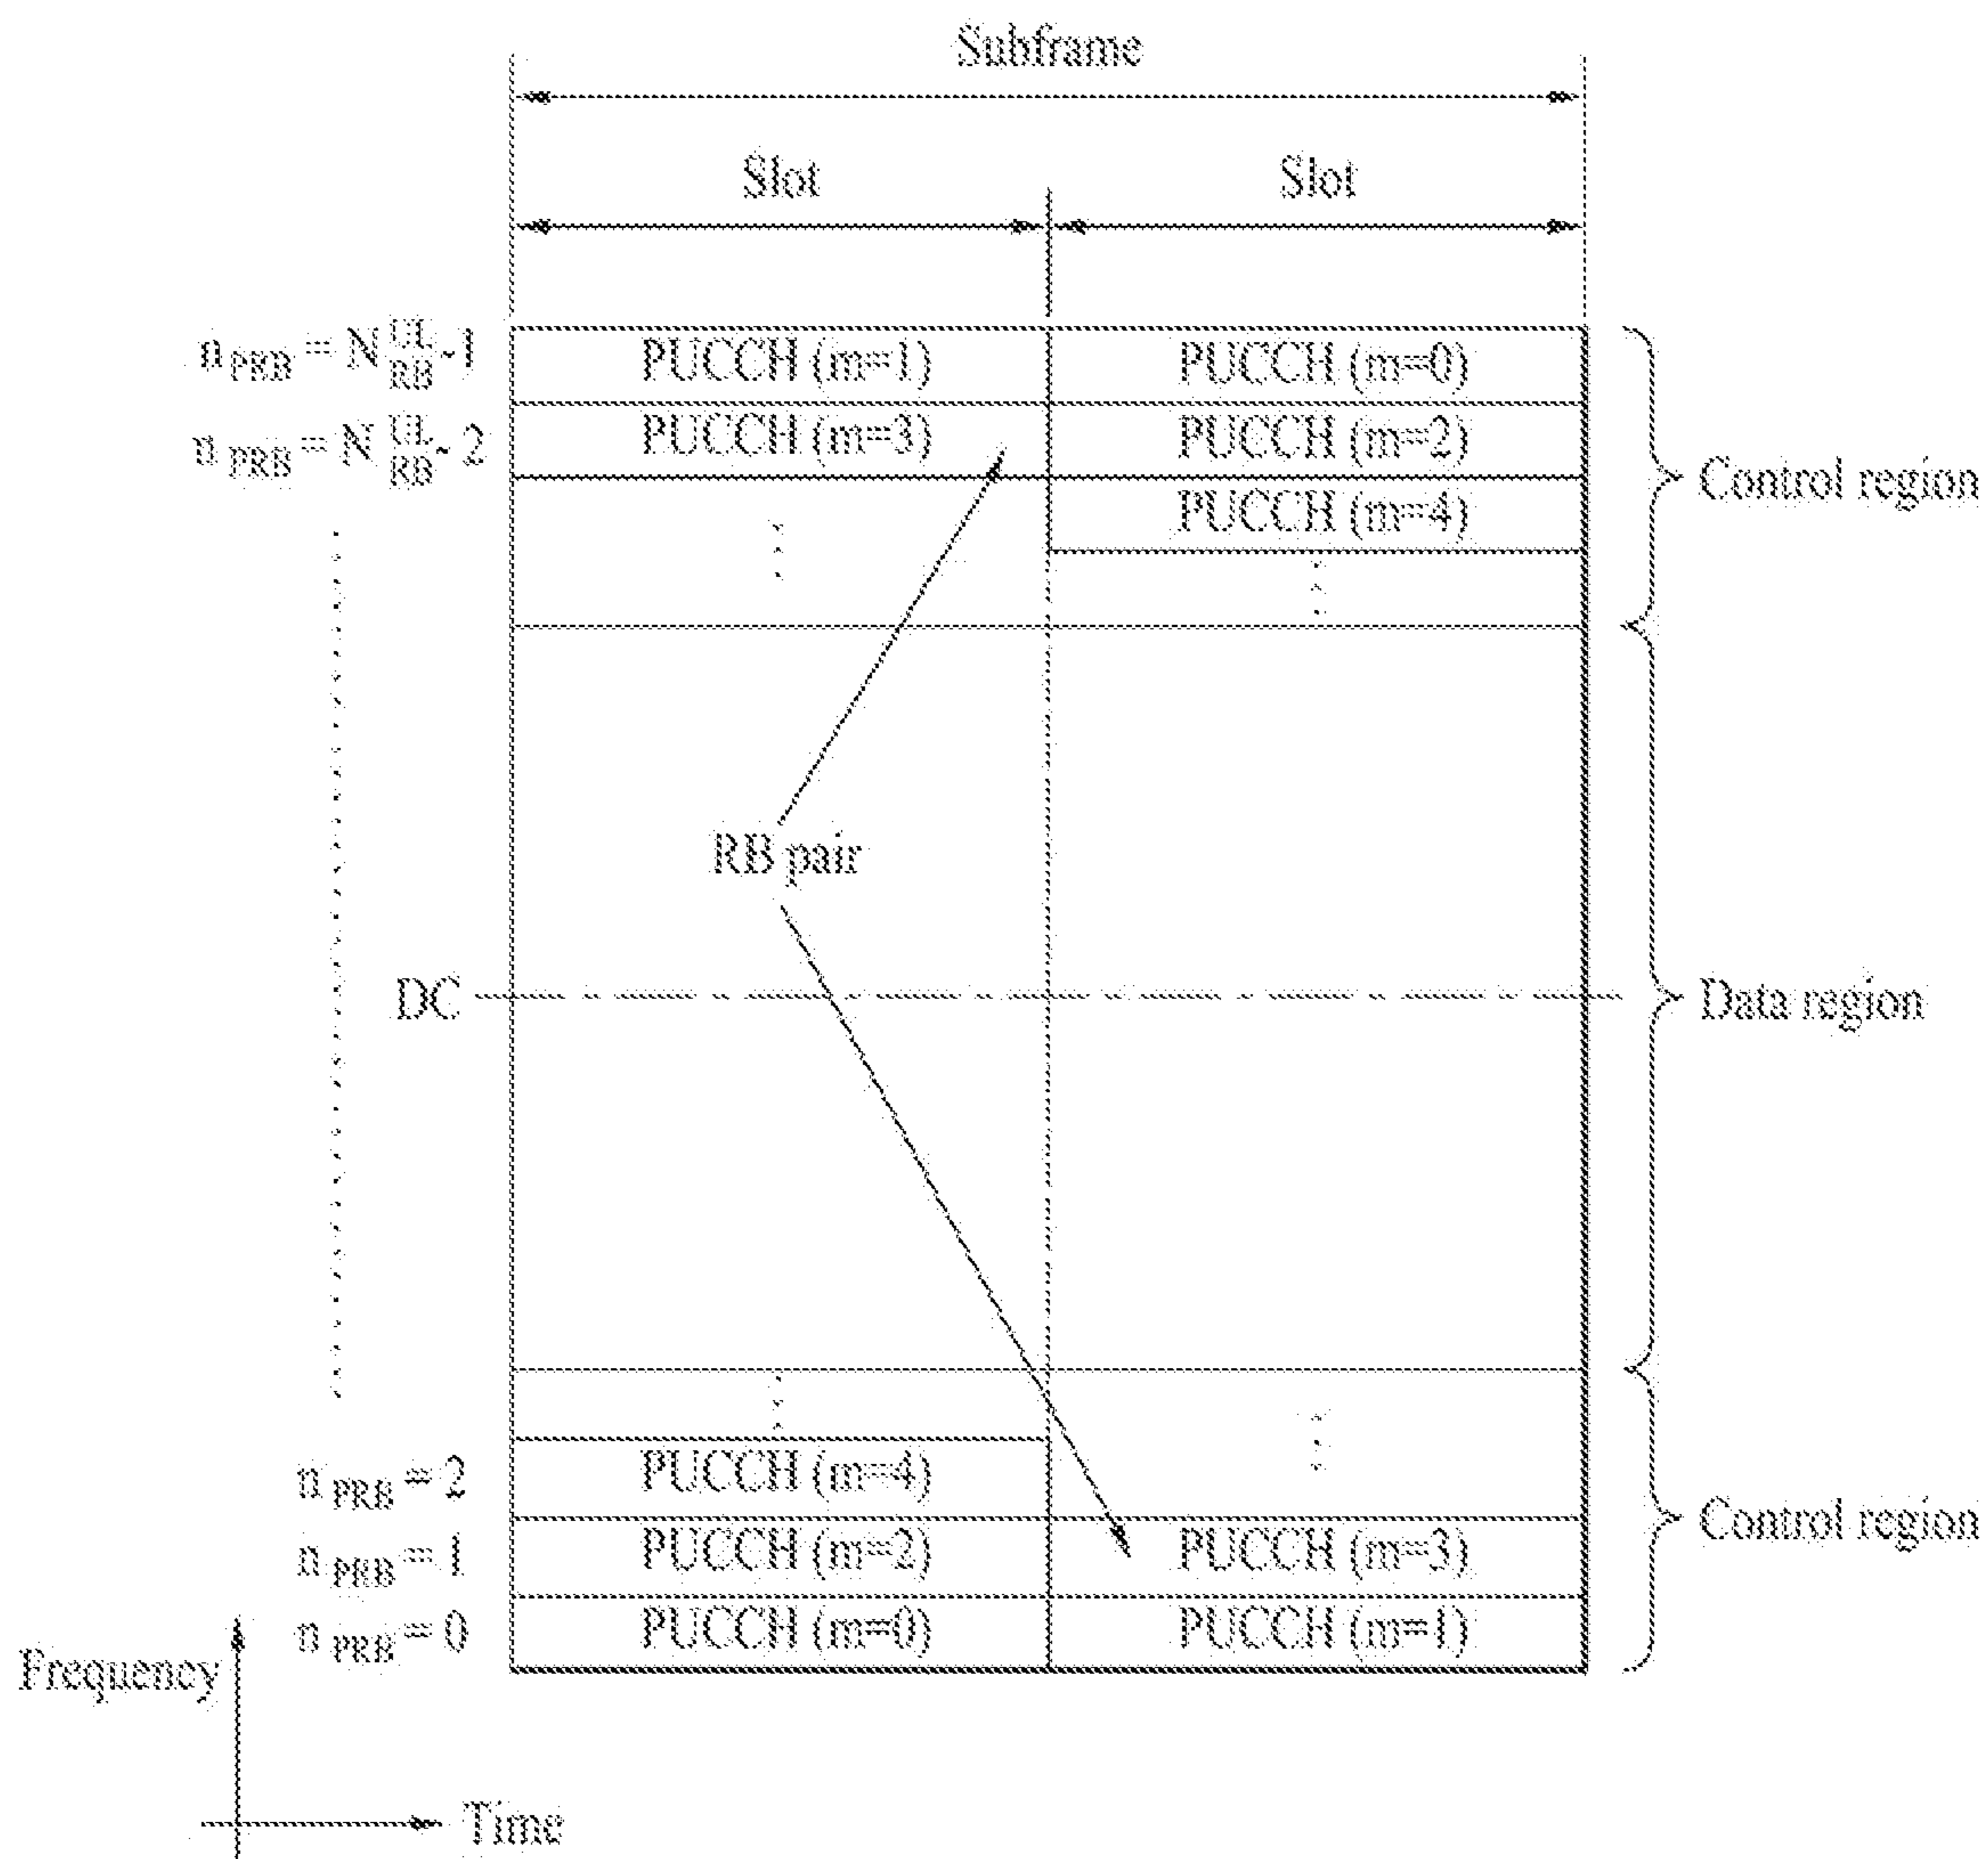 Subframe
Slot Slot
n PRB = N UL RB -1 PUCCH (m=1) PUCCH (m=0)
n PRB = N UL RB - 2 PUCCH (m=3) PUCCH (m=2)
Control region
PUCCH (m=4)
RB pair
DC
Data region
n PRB = 2 PUCCH (m=4)
Control region
n PRB = 1 PUCCH (m=2) PUCCH (m=3)
n PRB = 0 PUCCH (m=0) PUCCH (m=1)
Frequency
Time